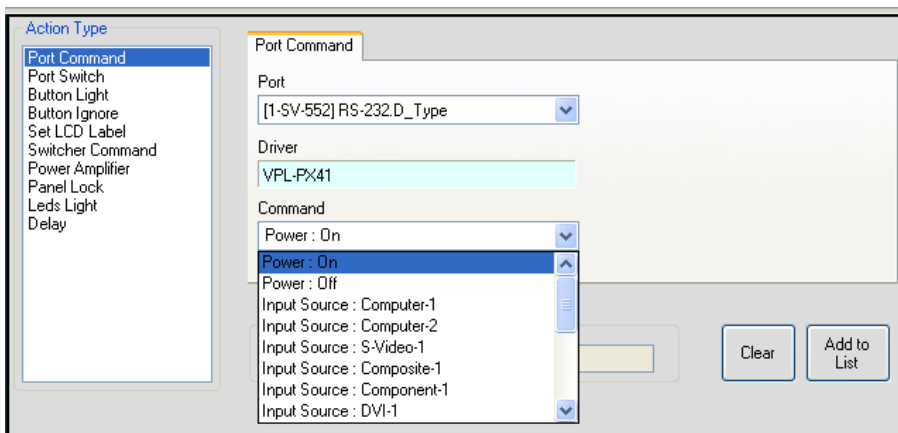 Action Type
Port Command
Port Switch
Button Light
Button Ignore
Set LCD Label
Switcher Command
Power Amplifier
Panel Lock
Leds Light
Delay
Port Command
Port
[1-SV-552] RS-232.D_Type
Driver
VPL-PX41
Command
Power : On
Power : On
Power : Off
Input Source : Computer-1
Input Source : Computer-2
Input Source : S-Video-1
Input Source : Composite-1
Input Source : Component-1
Input Source : DVI-1
Clear
Add to
List